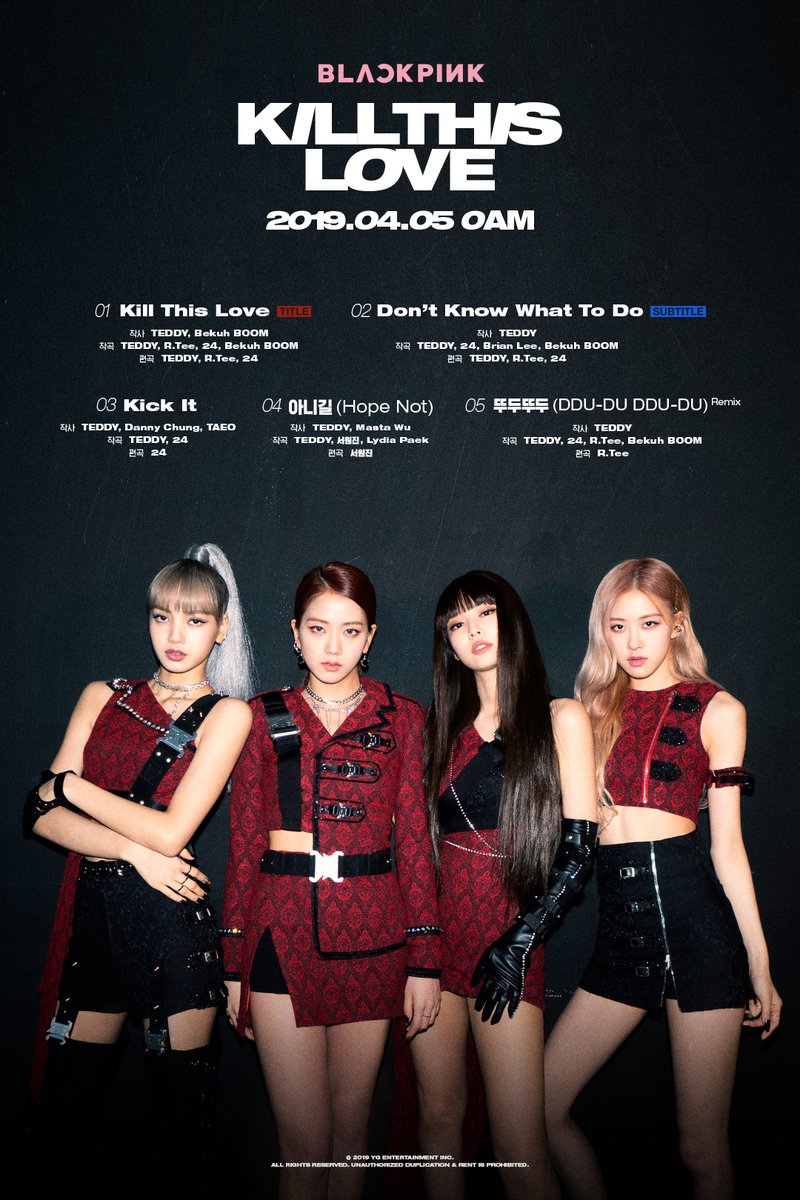 BLACKPINK
KILL THIS
LOVE
2019.04.05 0AM
01 Kill This Love TITLE
작사 TEDDY, Bekuh BOOM
작곡 TEDDY, R.Tee, 24, Bekuh BOOM
편곡 TEDDY, R.Tee, 24
02 Don't Know What To Do SUBTITLE
작사 TEDDY
작곡 TEDDY, 24, Brian Lee, Bekuh BOOM
편곡 TEDDY, R.Tee, 24
03 Kick It
작사 TEDDY, Danny Chung, TAEO
작곡 TEDDY, 24
편곡 24
04 아니길 (Hope Not)
작사 TEDDY, Masta Wu
작곡 TEDDY, 서원진, Lydia Paek
편곡 서원진
05 뚜두뚜두 (DDU-DU DDU-DU) Remix
작사 TEDDY
작곡 TEDDY, 24, R.Tee, Bekuh BOOM
편곡 R.Tee
© 2019 YG ENTERTAINMENT INC.
ALL RIGHTS RESERVED. UNAUTHORIZED DUPLICATION & RENT IS PROHIBITED.